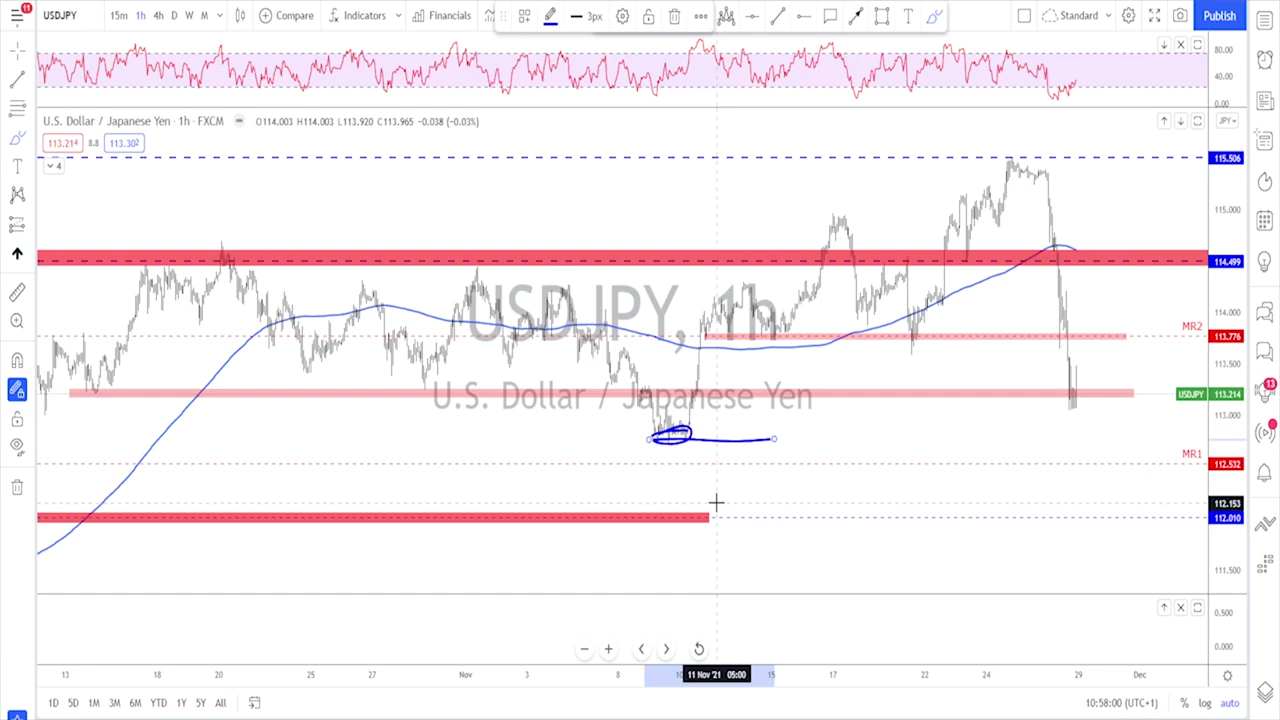 11
USDJPY 15m 1h 4h D W M Compare Indicators Financials 3px Standard Publish
80.00
40.00
0.00
U.S. Dollar / Japanese Yen · 1h · FXCM O114.003 H114.003 L113.920 C113.965 -0.038 (-0.03%)
JPY
113.214 8.8 113.302
4
115.506
115.000
114.499
USDJPY, 1h
114.000
MR2
113.776
113.500
U.S. Dollar / Japanese Yen
USDJPY 113.214
13
113.000
MR1
112.532
112.153
112.010
111.500
0.500
0.000
13 18 20 25 27 Nov 3 8 10 11 Nov '21 05:00 15 17 22 24 29 Dec
1D 5D 1M 3M 6M YTD 1Y 5Y All 10:58:00 (UTC+1) % log auto